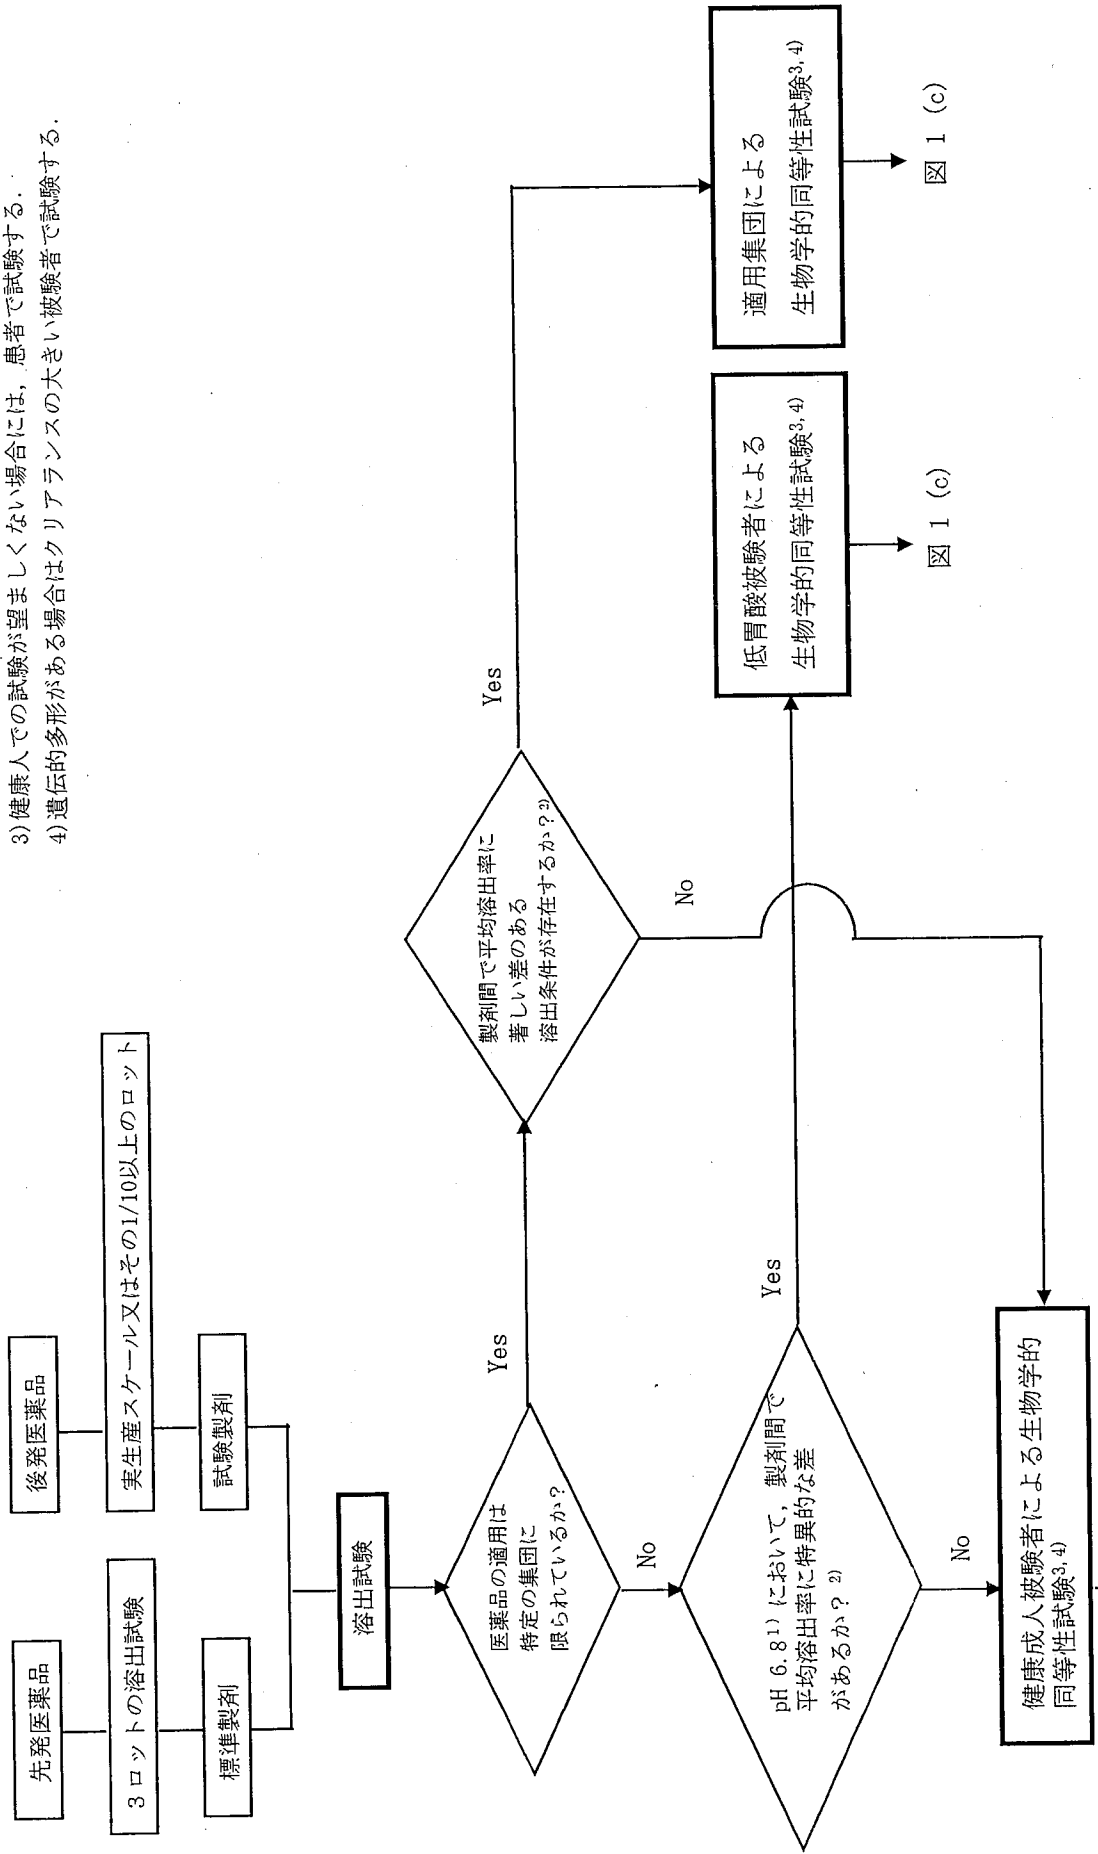 3)健康人での試験が望ましくない場合には，患者で試験する．
4)遺伝的多形がある場合はクリアランスの大きい被験者で試験する．
先発医薬品
後発医薬品
3ロットの溶出試験
実生産スケール又はその1/10以上のロット
標準製剤
試験製剤
溶出試験
医薬品の適用は
特定の集団に
限られているか？
Yes
製剤間で平均溶出率に
著しい差のある
溶出条件が存在するか？2)
Yes
No
No
pH 6.81) において，製剤間で
平均溶出率に特異的な差
があるか？2)
Yes
No
適用集団による
生物学的同等性試験3, 4)
図 1 (c)
低胃酸被験者による
生物学的同等性試験3, 4)
図 1 (c)
健康成人被験者による生物学的
同等性試験3, 4)